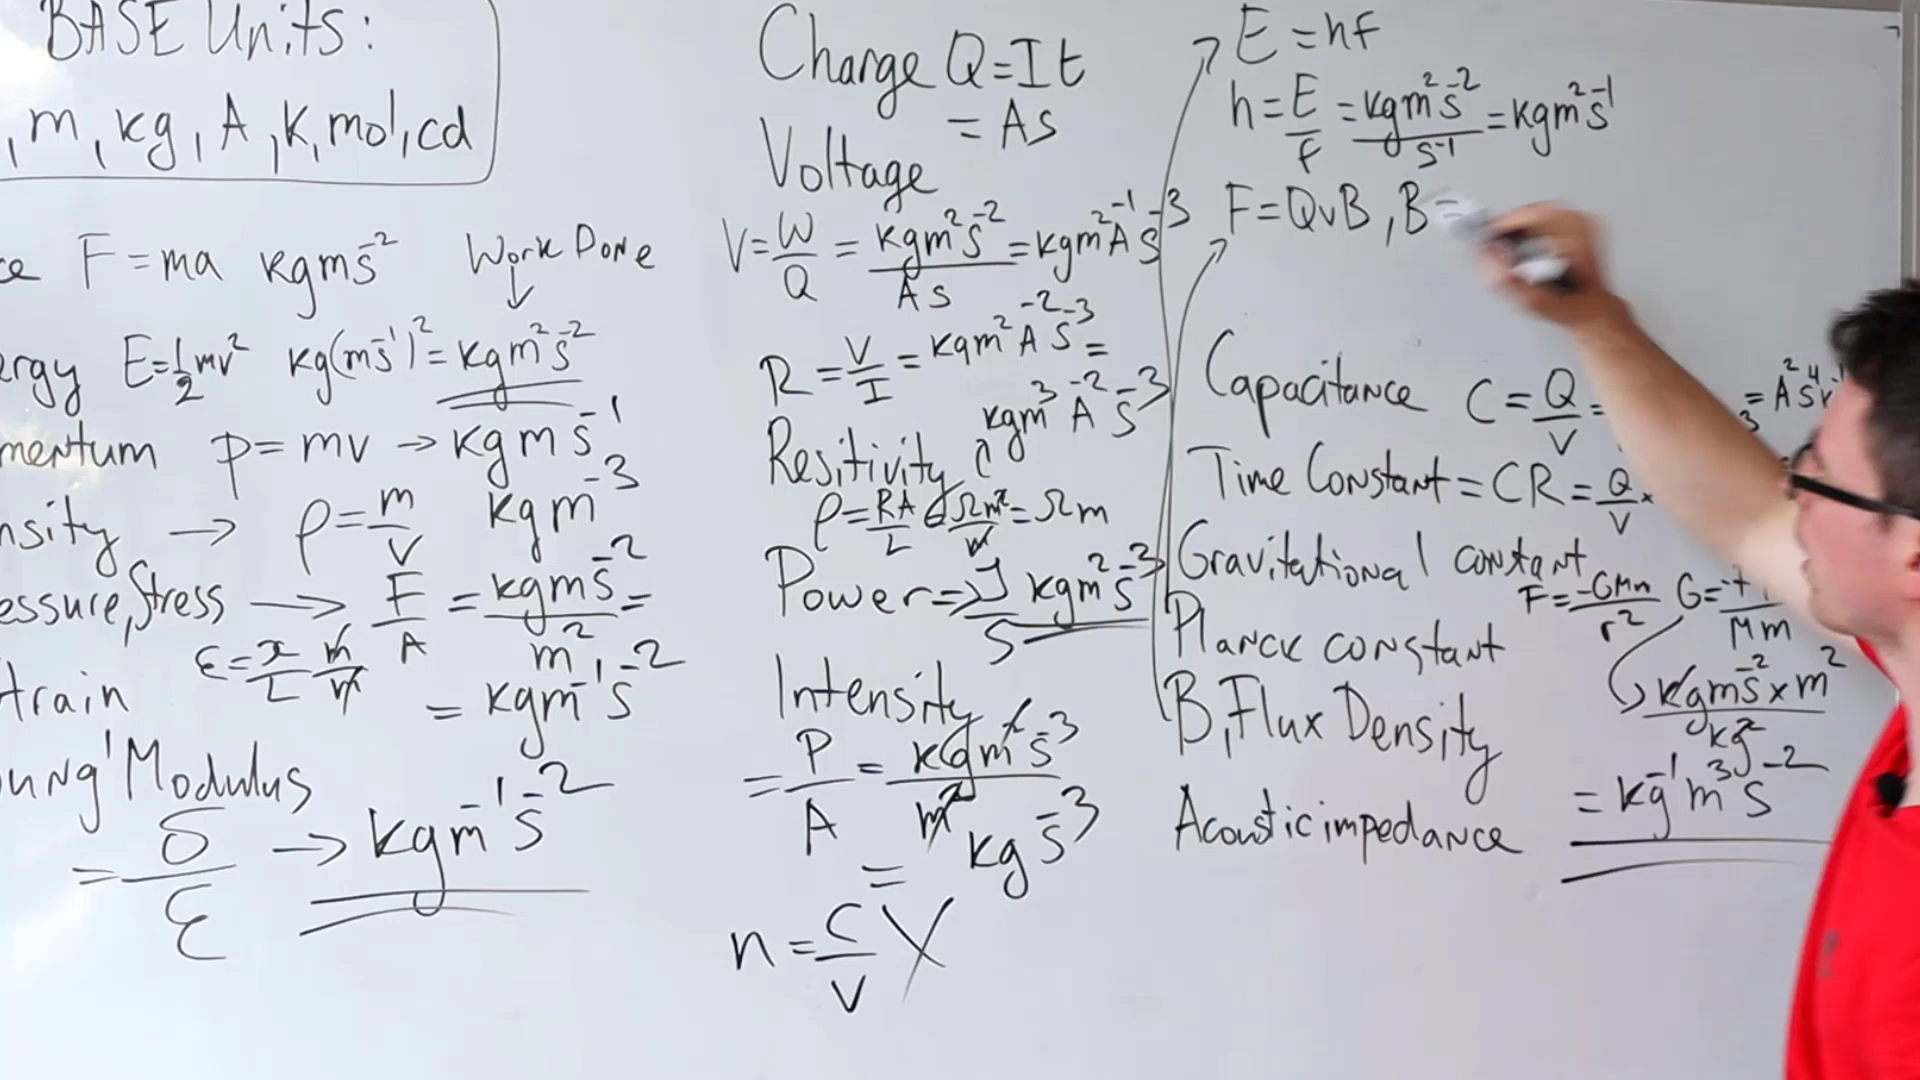 BASE Units:
, m, kg, A, K, mol, cd
F = ma kgms⁻²
Work Done
↓
E = ½mv² kg(ms⁻¹)² = kgm²s⁻²
mentum p = mv → kgms⁻¹
nsity → ρ = m/V kgm⁻³
essure, Stress → F/A = kgms⁻²/m² =
= kgm⁻¹s⁻²
train ε = x/L m/m
ung' Modulus
= δ/ε → kgm⁻¹s⁻²
Charge Q = It
= As
Voltage
V = W/Q = kgm²s⁻²/As = kgm²A⁻¹s⁻³
R = V/I = kgm²A⁻²s⁻³ =
kgm³A⁻²s⁻³
Resitivity
ρ = RA/L Ωm²/m = Ωm
Power => J/s kgm²s⁻³
Intensity
= P/A = kgm²s⁻³/m²
= kgs⁻³
n = c/v X
E = hf
h = E/f = kgm²s⁻²/s⁻¹ = kgm²s⁻¹
F = QvB, B =
Capacitance C = Q/V =
= A²s⁴k
Time Constant = CR = Q/V ×
Gravitational constant
F = -GMm/r² G =
Mm
Planck constant
kgms⁻² × m²/kg²
= kg⁻¹m³s⁻²
B, Flux Density
Acoustic impedance